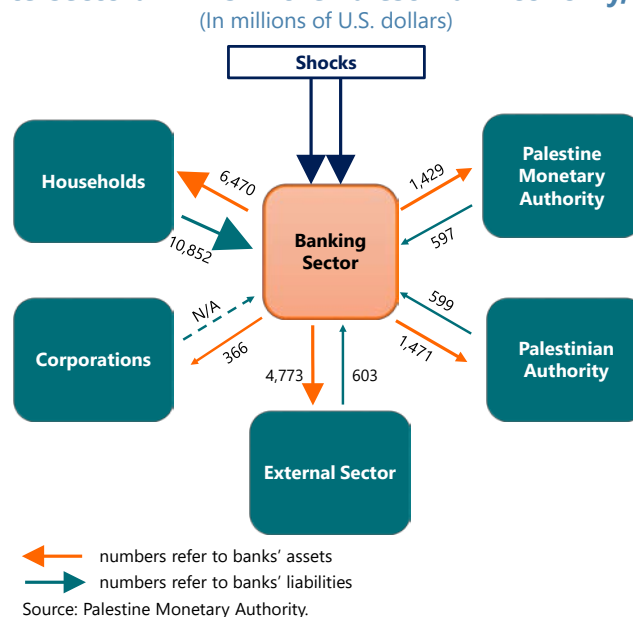 (In millions of U.S. dollars)
Shocks
Households
6,470
10,852
Banking
Sector
1,429
597
Palestine
Monetary
Authority
Corporations
N/A
366
4,773
603
599
1,471
Palestinian
Authority
External Sector
numbers refer to banks' assets
numbers refer to banks' liabilities
Source: Palestine Monetary Authority.